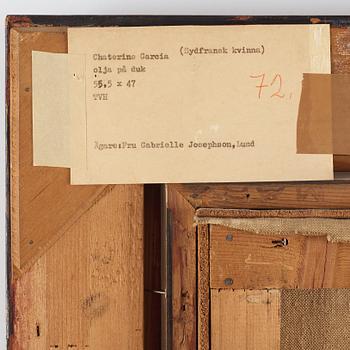 Chaterine Garcia (Sydfransk kvinna)
olja på duk
55.5 x 47
TVH
72.
Ägare:Fru Gabrielle Josephson,Lund